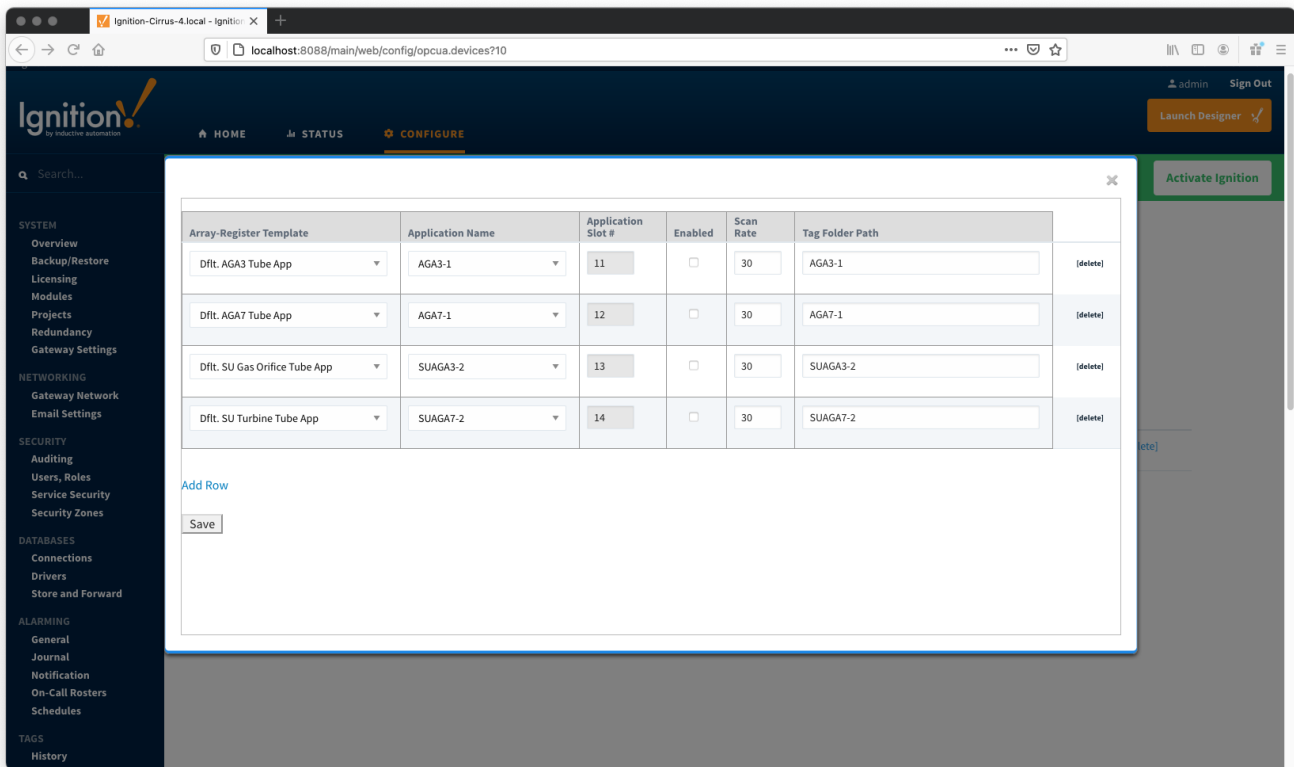 Ignition-Cirrus-4.local - Ignition
localhost:8088/main/web/config/opcua.devices?10
admin Sign Out
Ignition!
by inductive automation
HOME STATUS CONFIGURE
Launch Designer
Search...
Activate Ignition
SYSTEM
Overview
Backup/Restore
Licensing
Modules
Projects
Redundancy
Gateway Settings
NETWORKING
Gateway Network
Email Settings
SECURITY
Auditing
Users, Roles
Service Security
Security Zones
DATABASES
Connections
Drivers
Store and Forward
ALARMING
General
Journal
Notification
On-Call Rosters
Schedules
TAGS
History
Array-Register Template Application Name Application Slot # Enabled Scan Rate Tag Folder Path
Dflt. AGA3 Tube App AGA3-1 11 30 AGA3-1 [delete]
Dflt. AGA7 Tube App AGA7-1 12 30 AGA7-1 [delete]
Dflt. SU Gas Orifice Tube App SUAGA3-2 13 30 SUAGA3-2 [delete]
Dflt. SU Turbine Tube App SUAGA7-2 14 30 SUAGA7-2 [delete]
lete]
Add Row
Save